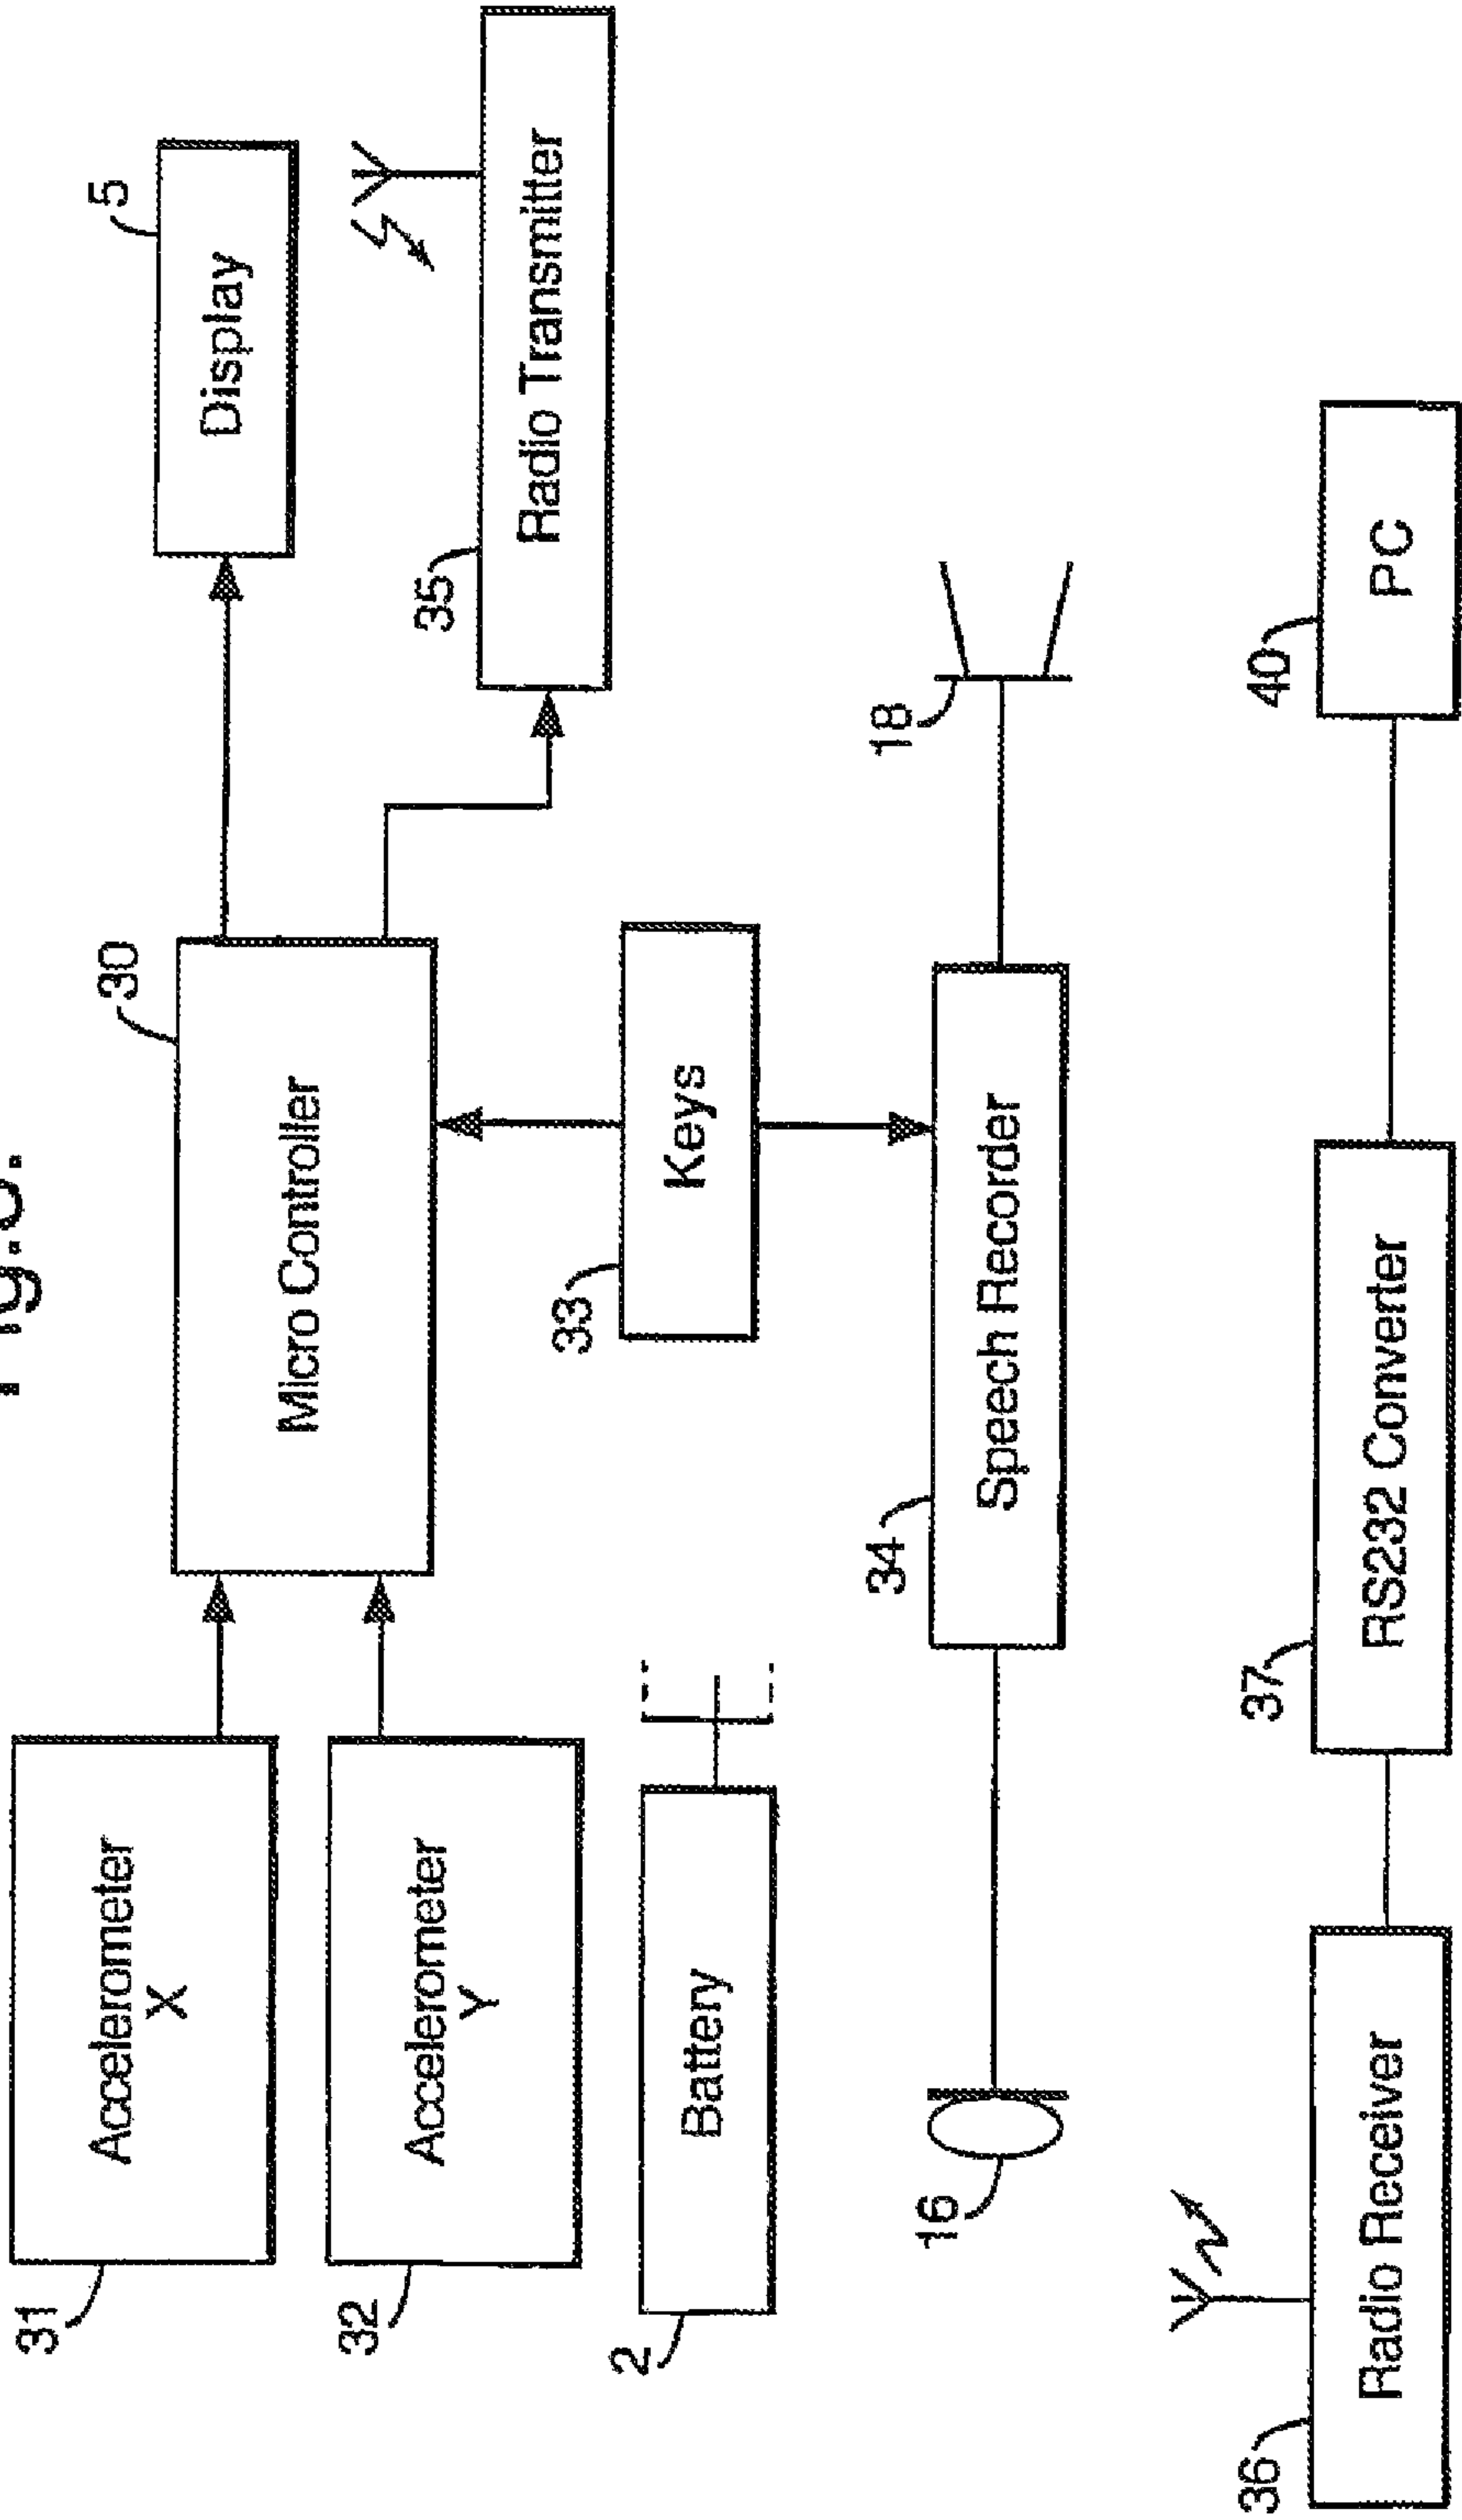 Fig.
31
Accelerometer
X
30
Micro Controller
5
Display
32
Accelerometer
Y
35
Radio Transmitter
2
Battery
33
Keys
16
34
Speech Recorder
18
36
Radio Receiver
37
RS232 Converter
40
PC